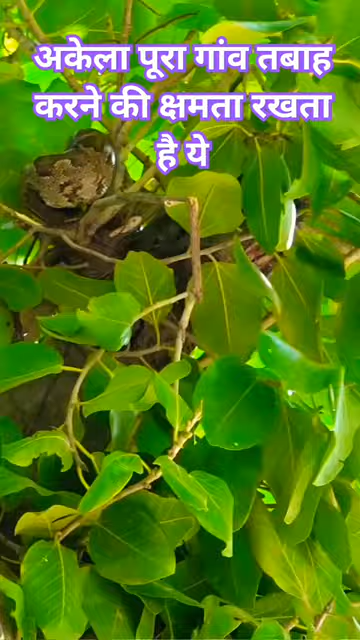 अकेला पूरा गांव तबाह
करने की क्षमता रखता
है ये